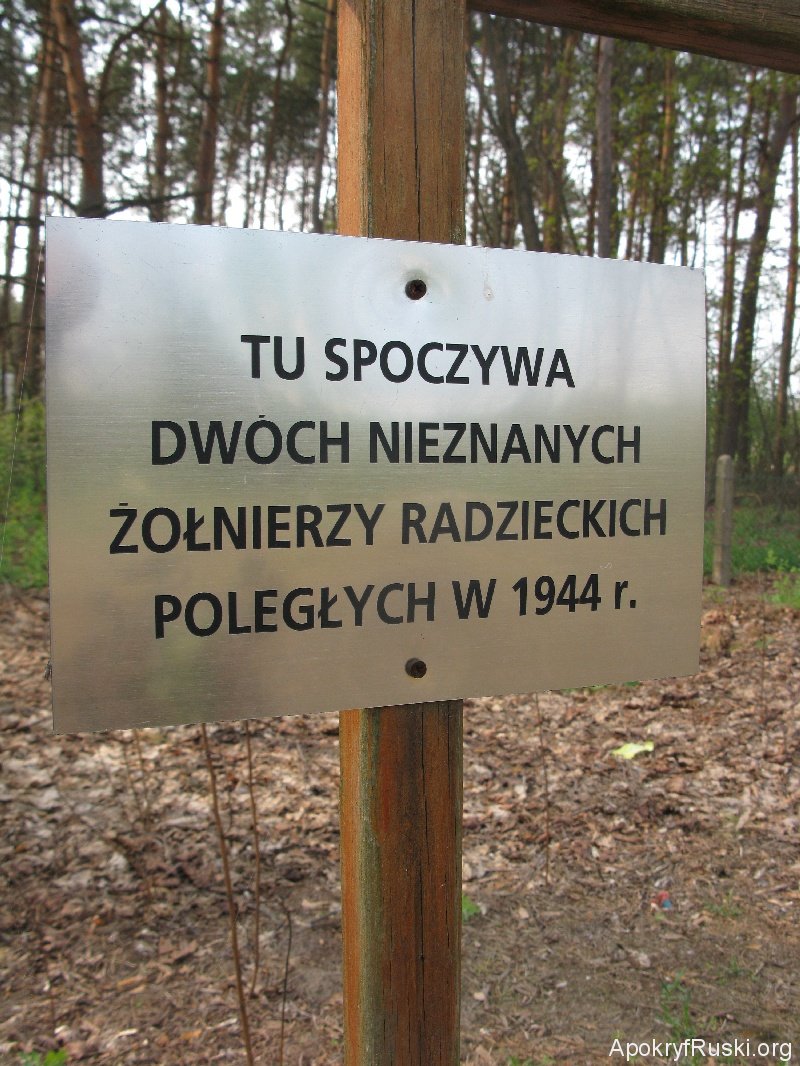 TU SPOCZYWA
DWÓCH NIEZNANYCH
ŻOŁNIERZY RADZIECKICH
POLEGŁYCH W 1944 r.
ApokryfRuski.org